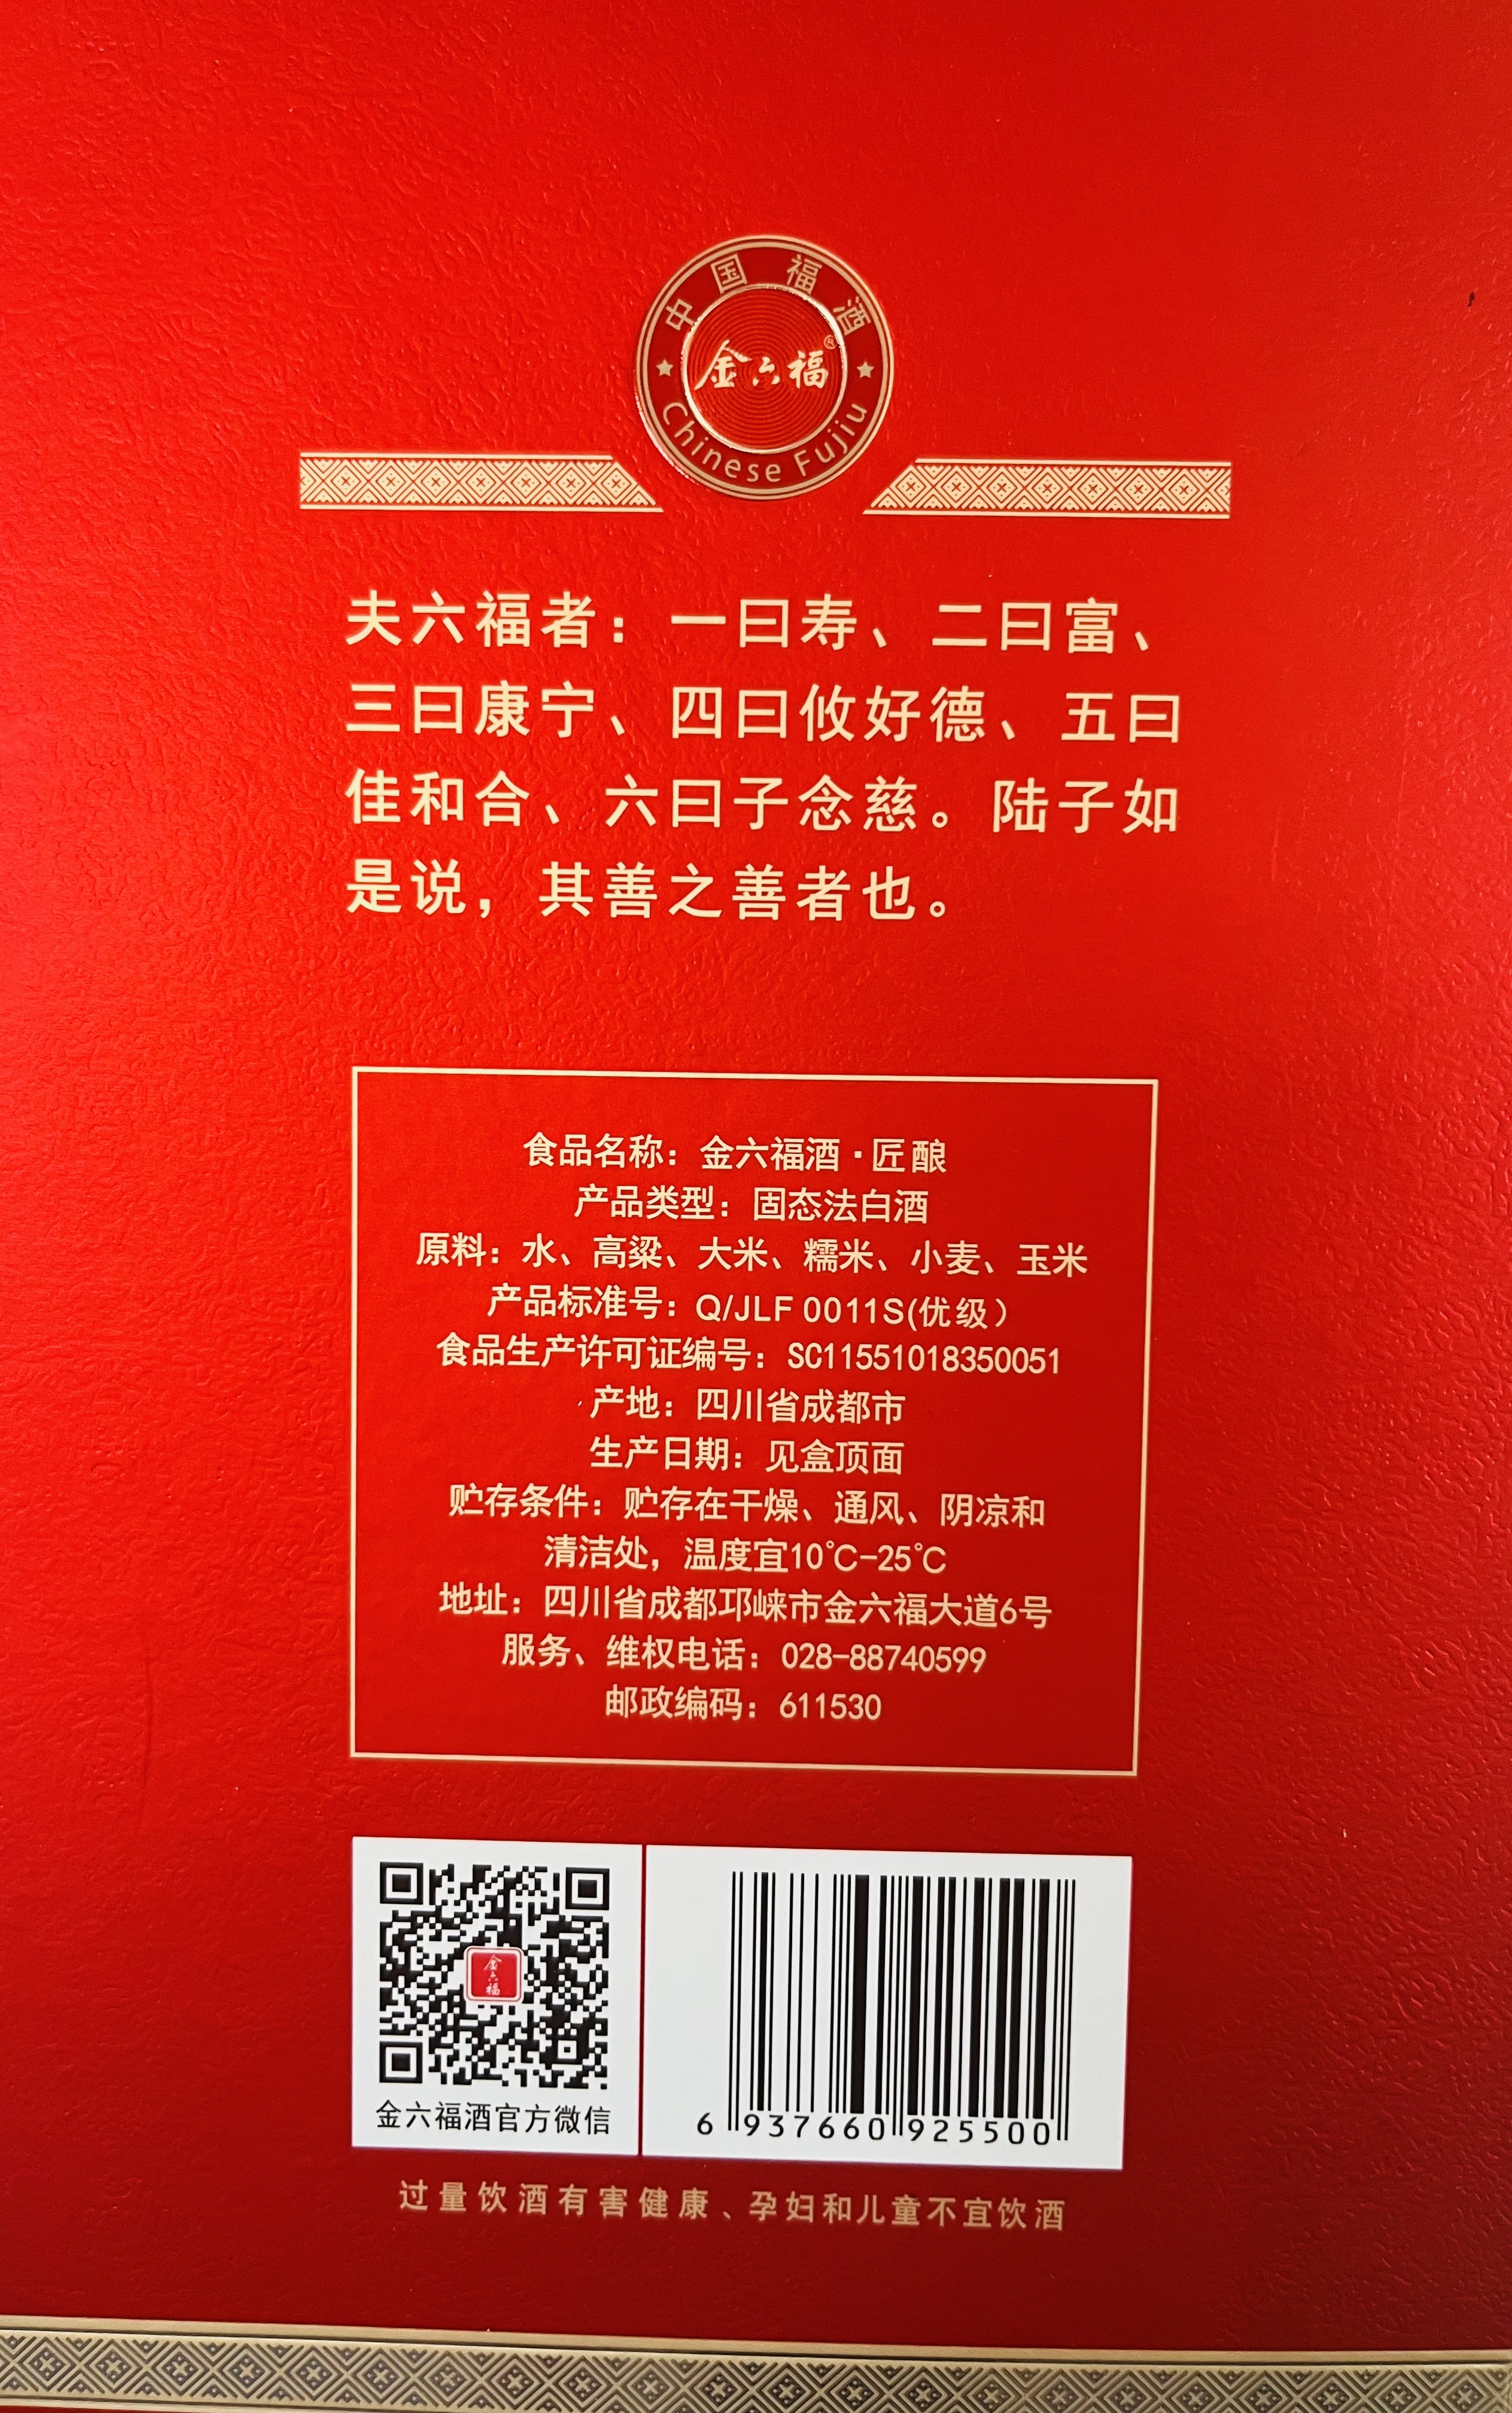 中国福酒
金六福®
Chinese Fujiu
夫六福者：一曰寿、二曰富、
三曰康宁、四曰攸好德、五曰
佳和合、六曰子念慈。陆子如
是说，其善之善者也。
食品名称：金六福酒·匠酿
产品类型：固态法白酒
原料：水、高粱、大米、糯米、小麦、玉米
产品标准号：Q/JLF 0011S(优级）
食品生产许可证编号：SC11551018350051
产地：四川省成都市
生产日期：见盒顶面
贮存条件：贮存在干燥、通风、阴凉和
清洁处，温度宜10℃-25℃
地址：四川省成都邛崃市金六福大道6号
服务、维权电话：028-88740599
邮政编码：611530
金六福
金六福酒官方微信
6 937660 925500
过量饮酒有害健康、孕妇和儿童不宜饮酒